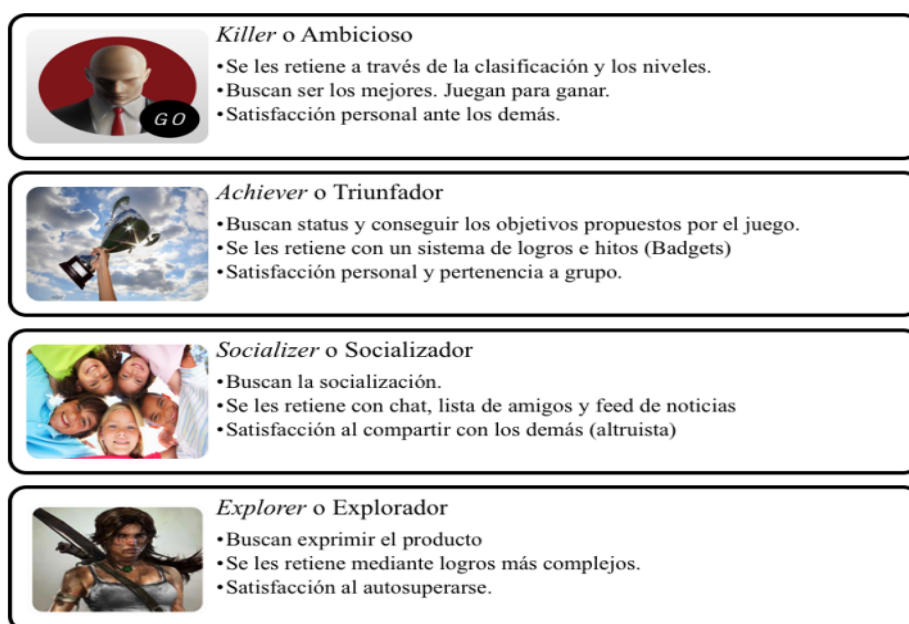 Killer o Ambicioso
•Se les retiene a través de la clasificación y los niveles.
•Buscan ser los mejores. Juegan para ganar.
•Satisfacción personal ante los demás.
GO
Achiever o Triunfador
•Buscan status y conseguir los objetivos propuestos por el juego.
•Se les retiene con un sistema de logros e hitos (Badgets)
•Satisfacción personal y pertenencia a grupo.
Socializer o Socializador
•Buscan la socialización.
•Se les retiene con chat, lista de amigos y feed de noticias
•Satisfacción al compartir con los demás (altruista)
Explorer o Explorador
•Buscan exprimir el producto
•Se les retiene mediante logros más complejos.
•Satisfacción al autosuperarse.